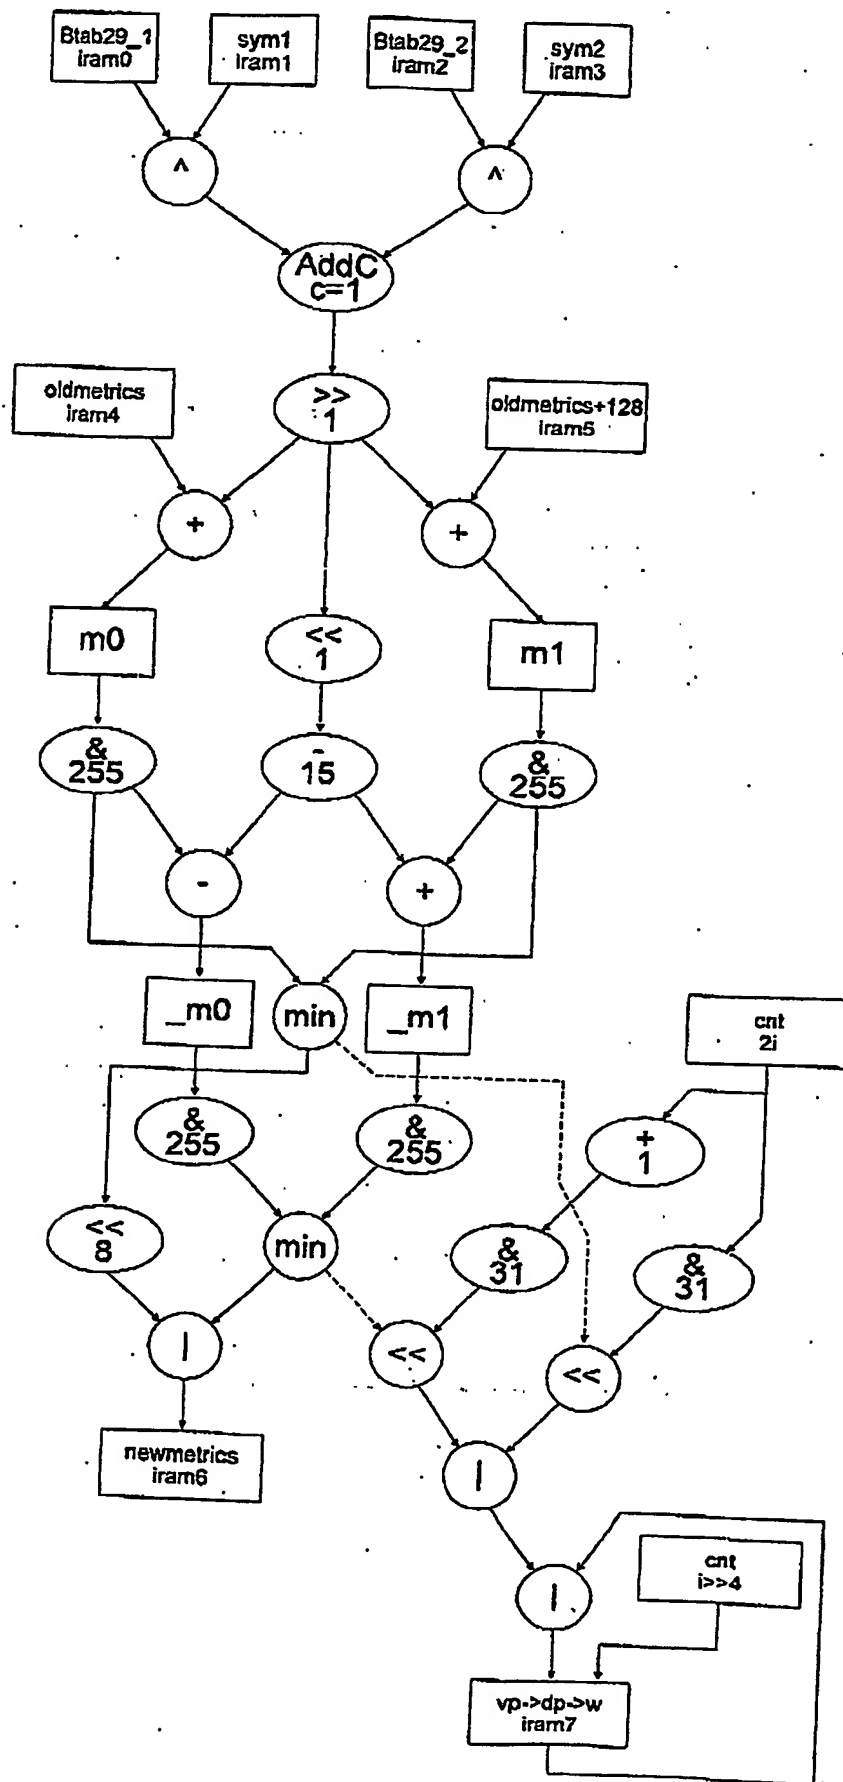 Btab29_1
iram0
sym1
iram1
Btab29_2
iram2
sym2
iram3
^
^
AddC
c=1
oldmetrics
iram4
>>
1
oldmetrics+128
iram5
+
+
m0
<<
1
m1
&
255
-
15
&
255
-
+
_m0
min
_m1
cnt
2i
&
255
&
255
+
1
<<
8
min
&
31
&
31
|
<<
<<
newmetrics
iram6
|
|
cnt
i>>4
vp->dp->w
iram7